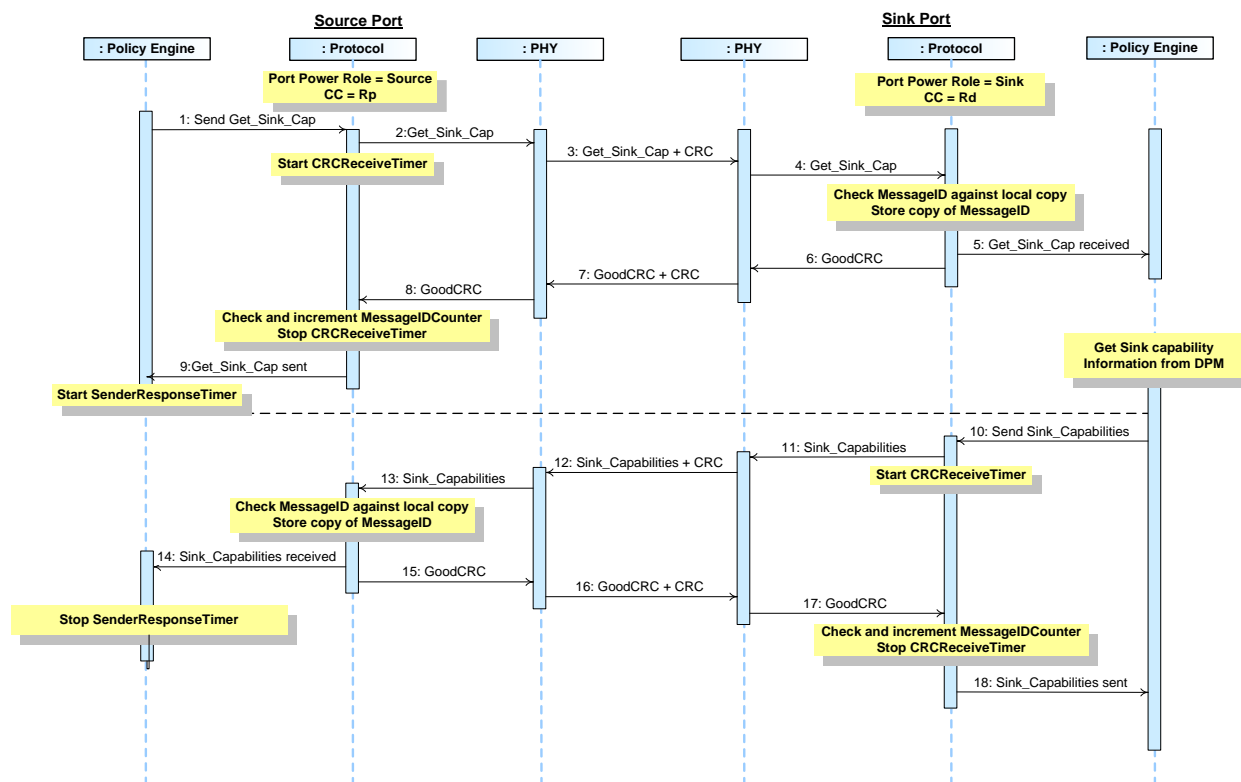 Source Port
Sink Port
: Policy Engine
: Protocol
: PHY
: PHY
: Protocol
: Policy Engine
Port Power Role = Source
CC = Rp
Port Power Role = Sink
CC = Rd
1: Send Get_Sink_Cap
2:Get_Sink_Cap
Start CRCReceiveTimer
3: Get_Sink_Cap + CRC
4: Get_Sink_Cap
Check MessageID against local copy
Store copy of MessageID
5: Get_Sink_Cap received
6: GoodCRC
7: GoodCRC + CRC
8: GoodCRC
Check and increment MessageIDCounter
Stop CRCReceiveTimer
9:Get_Sink_Cap sent
Start SenderResponseTimer
Get Sink capability
Information from DPM
10: Send Sink_Capabilities
11: Sink_Capabilities
Start CRCReceiveTimer
12: Sink_Capabilities + CRC
13: Sink_Capabilities
Check MessageID against local copy
Store copy of MessageID
14: Sink_Capabilities received
15: GoodCRC
16: GoodCRC + CRC
17: GoodCRC
Stop SenderResponseTimer
Check and increment MessageIDCounter
Stop CRCReceiveTimer
18: Sink_Capabilities sent